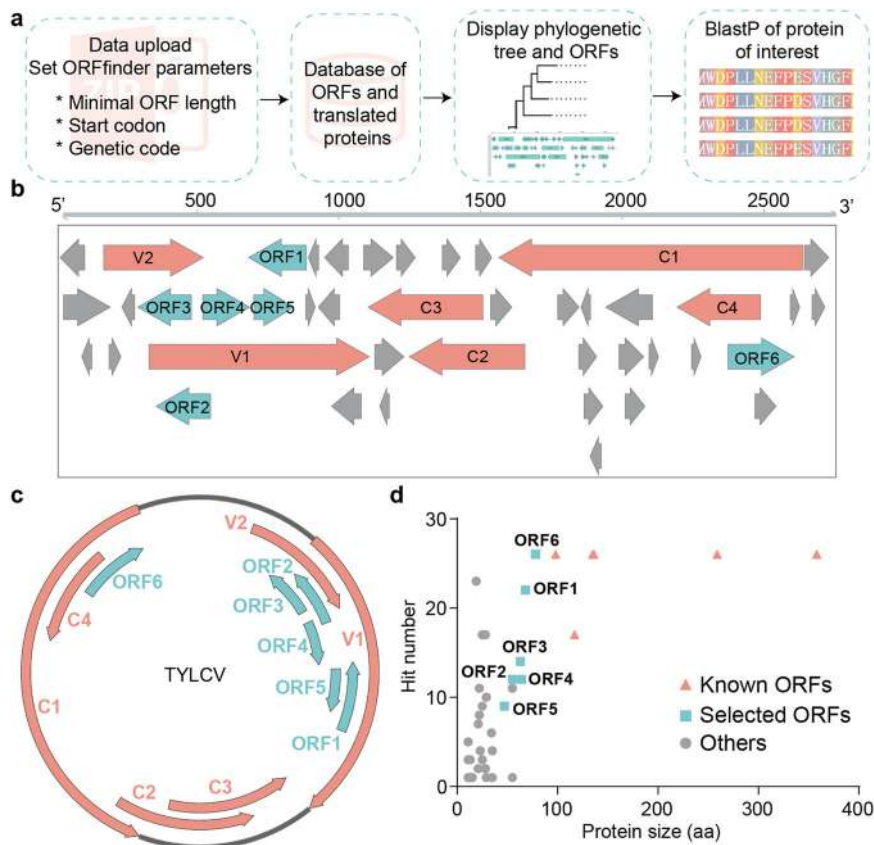 a
Data upload
Set ORFfinder parameters
* Minimal ORF length
* Start codon
* Genetic code
ZIP
Database of
ORFs and
translated
proteins
Display phylogenetic
tree and ORFs
BlastP of protein
of interest
MWDPLLNEFPESVHGF
MWDPLLNEFPESVHGF
MWDPLLNEFPDSVHGF
MWDPLLNEFPESVHGF
b
5' 500 1000 1500 2000 2500 3'
V2 ORF1 C1
ORF3 ORF4 ORF5 C3 C4
V1 C2 ORF6
ORF2
c
V2
ORF2
ORF6
ORF3
C4
ORF4
V1
TYLCV
ORF5
C1
ORF1
C3
C2
d
Hit number
30
20
10
0
ORF6
ORF1
ORF3
ORF2
ORF4
ORF5
Known ORFs
Selected ORFs
Others
0 100 200 300 400
Protein size (aa)